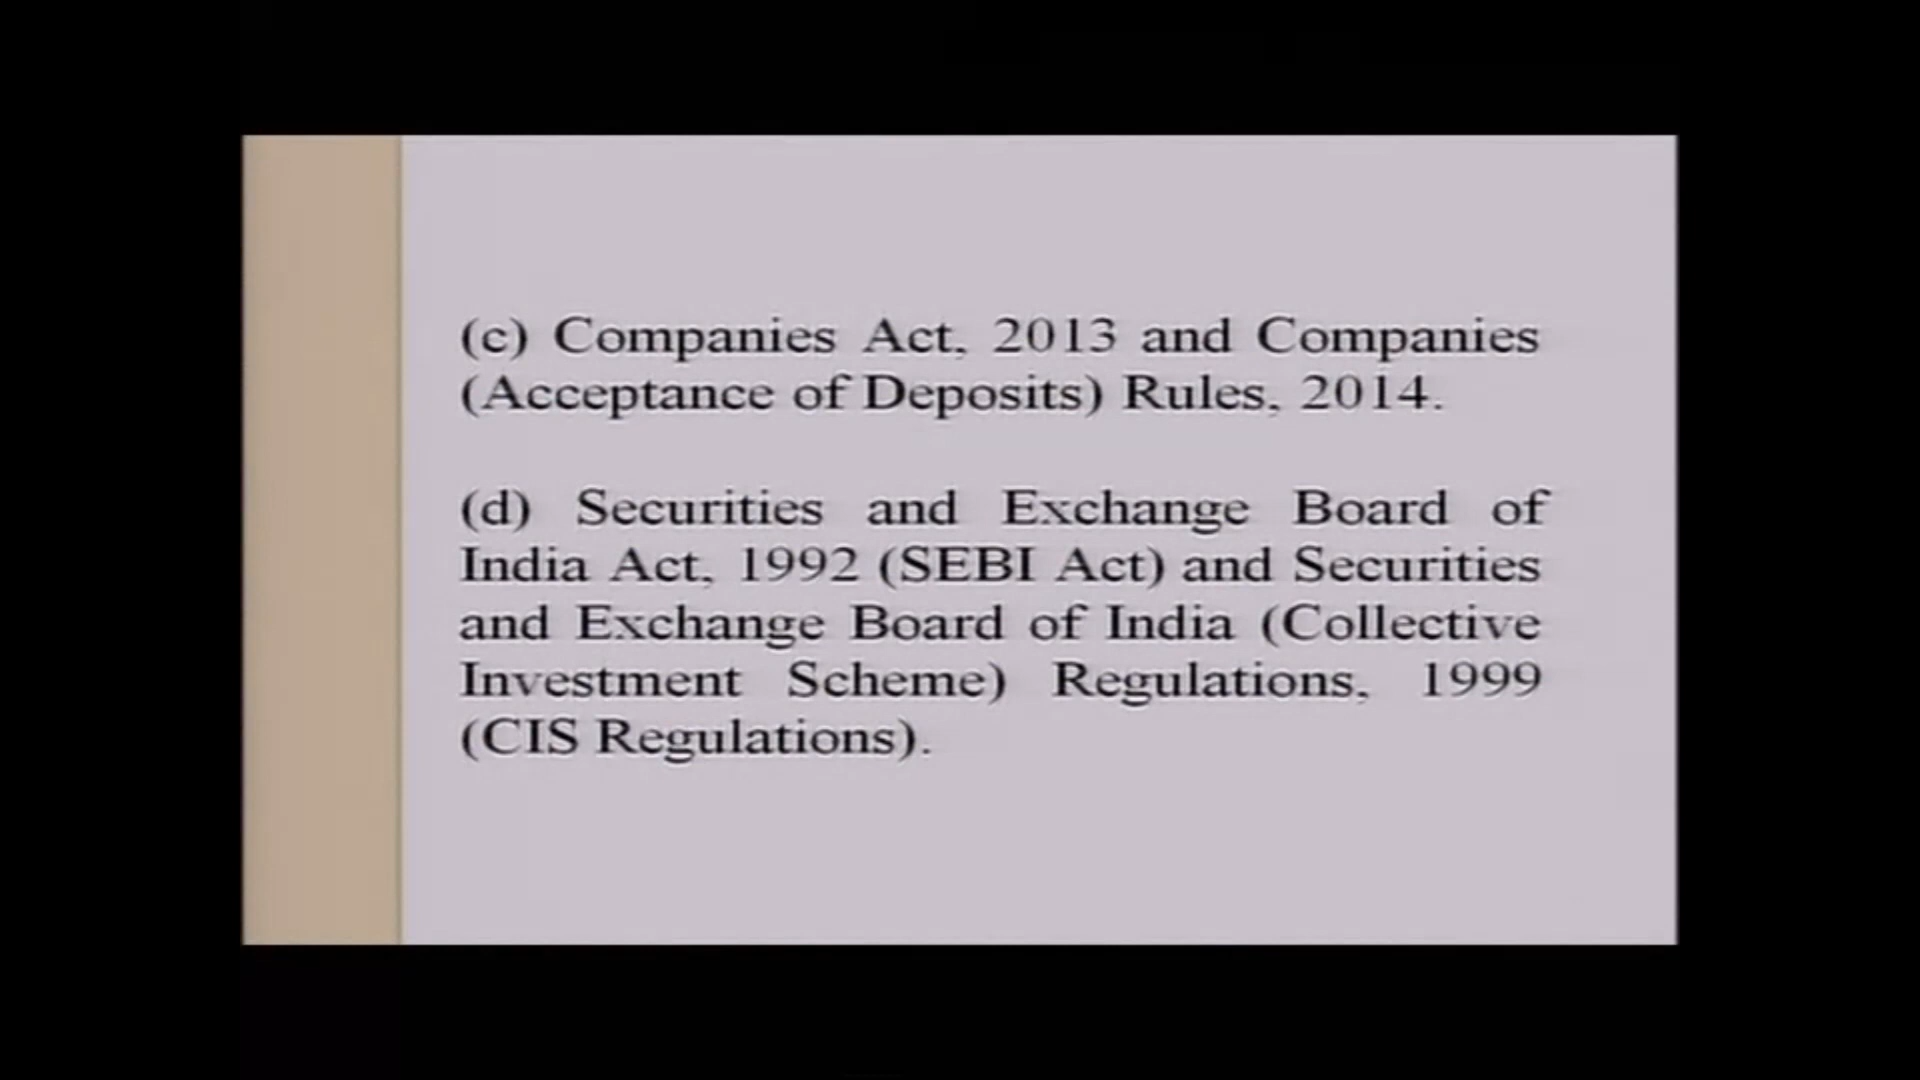 (c) Companies Act, 2013 and Companies
(Acceptance of Deposits) Rules, 2014.
(d) Securities and Exchange Board of
India Act, 1992 (SEBI Act) and Securities
and Exchange Board of India (Collective
Investment Scheme) Regulations, 1999
(CIS Regulations).